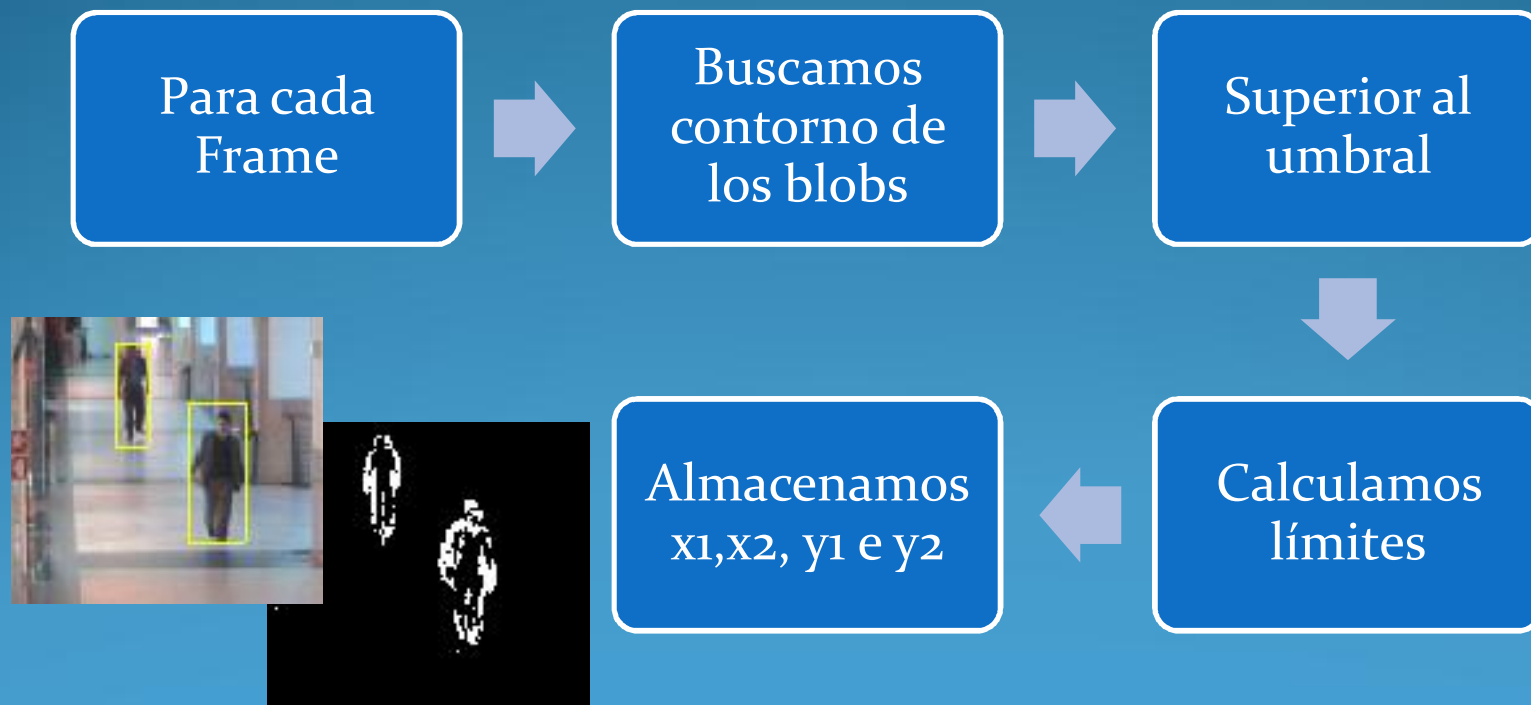 Para cada
Frame
Buscamos
contorno de
los blobs
Superior al
umbral
Calculamos
límites
Almacenamos
x1,x2, y1 e y2